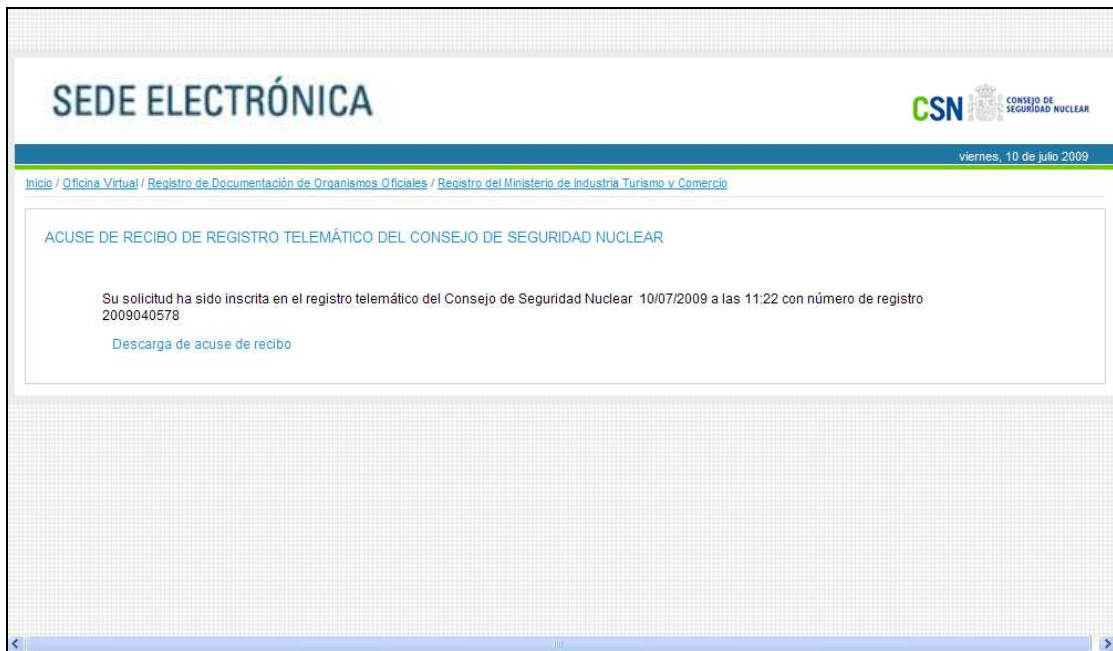 SEDE ELECTRÓNICA
CSN
CONSEJO DE
SEGURIDAD NUCLEAR
viernes, 10 de julio 2009
Inicio / Oficina Virtual / Registro de Documentación de Organismos Oficiales / Registro del Ministerio de Industria Turismo y Comercio
ACUSE DE RECIBO DE REGISTRO TELEMÁTICO DEL CONSEJO DE SEGURIDAD NUCLEAR
Su solicitud ha sido inscrita en el registro telemático del Consejo de Seguridad Nuclear 10/07/2009 a las 11:22 con número de registro
2009040578
Descarga de acuse de recibo